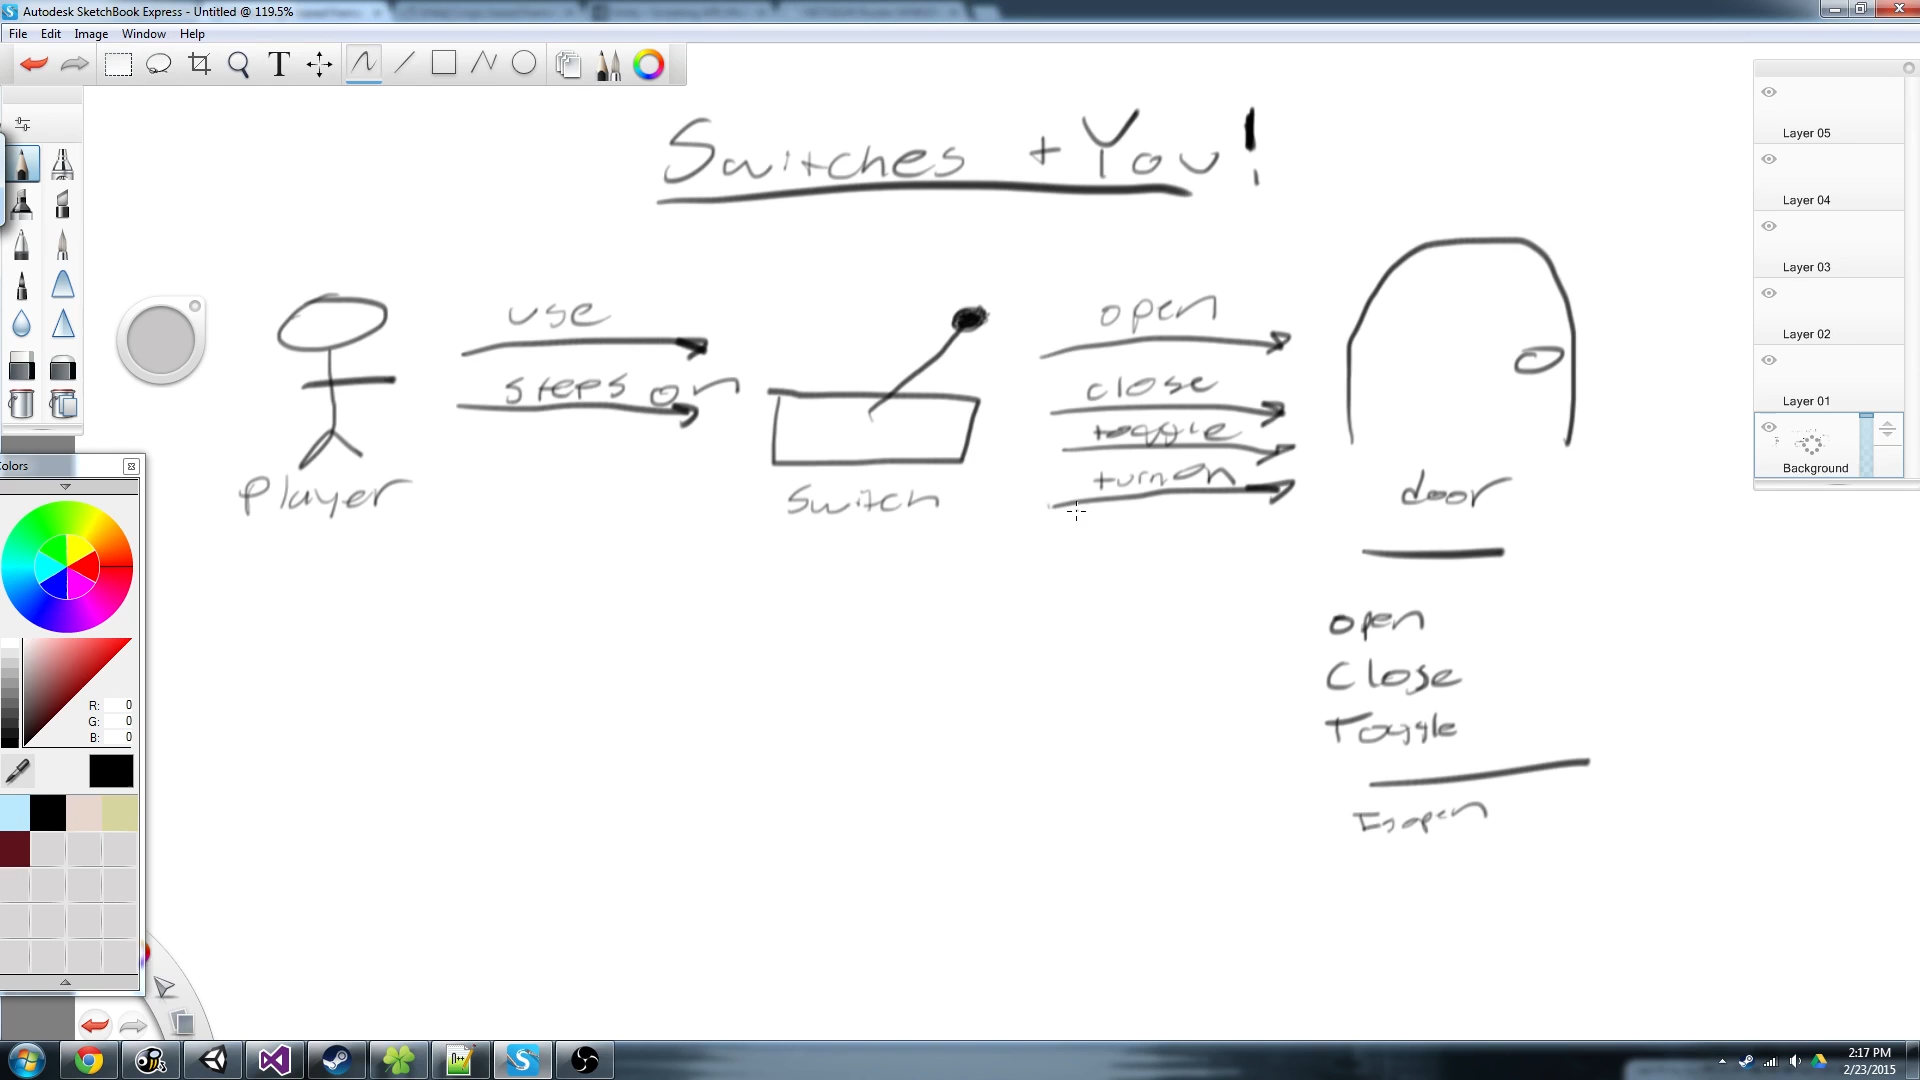 Autodesk SketchBook Express - Untitled @ 119.5%
File Edit Image Window Help
T
Switches + You!
Layer 05
Layer 04
Layer 03
Layer 02
Layer 01
Background
use
steps on
open
close
toggle
turn on
Player
Switch
door
open
Close
Toggle
Isopen
olors
R: 0
G: 0
B: 0
2:17 PM
2/23/2015